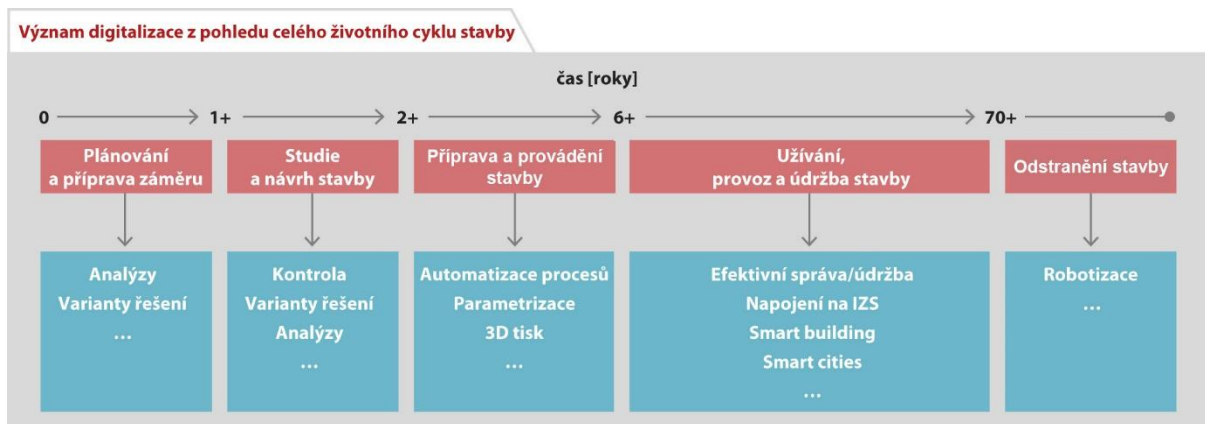 Význam digitalizace z pohledu celého životního cyklu stavby
čas [roky]
0 1+ 2+ 6+ 70+
Plánování
a příprava záměru
Studie
a návrh stavby
Příprava a provádění
stavby
Užívání,
provoz a údržba stavby
Odstranění stavby
Analýzy
Varianty řešení
...
Kontrola
Varianty řešení
Analýzy
...
Automatizace procesů
Parametrizace
3D tisk
...
Efektivní správa/údržba
Napojení na IZS
Smart building
Smart cities
...
Robotizace
...